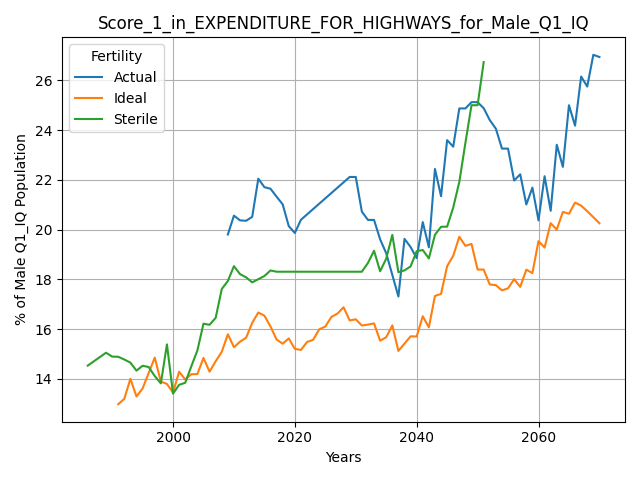 Score_1_in_EXPENDITURE_FOR_HIGHWAYS_for_Male_Q1_IQ
Fertility
Actual
Ideal
Sterile
% of Male Q1_IQ Population
26
24
22
20
18
16
14
2000 2020 2040 2060
Years